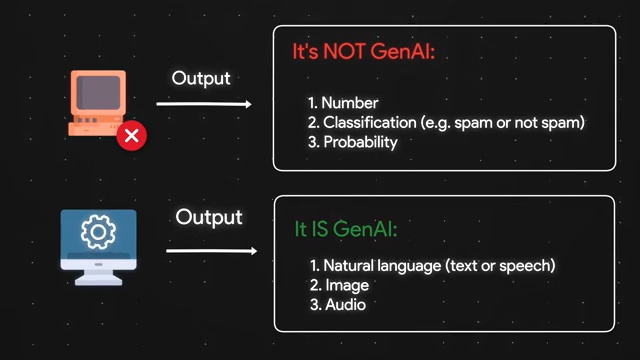 Output
It's NOT GenAI:
1. Number
2. Classification (e.g. spam or not spam)
3. Probability
Output
It IS GenAI:
1. Natural language (text or speech)
2. Image
3. Audio